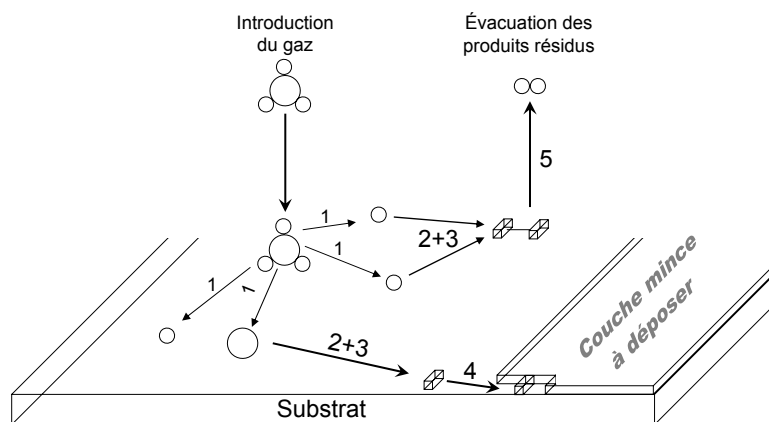 Introduction
du gaz
Évacuation des
produits résidus
5
1
1
2+3
1
1
2+3
4
Couche mince
à déposer
Substrat